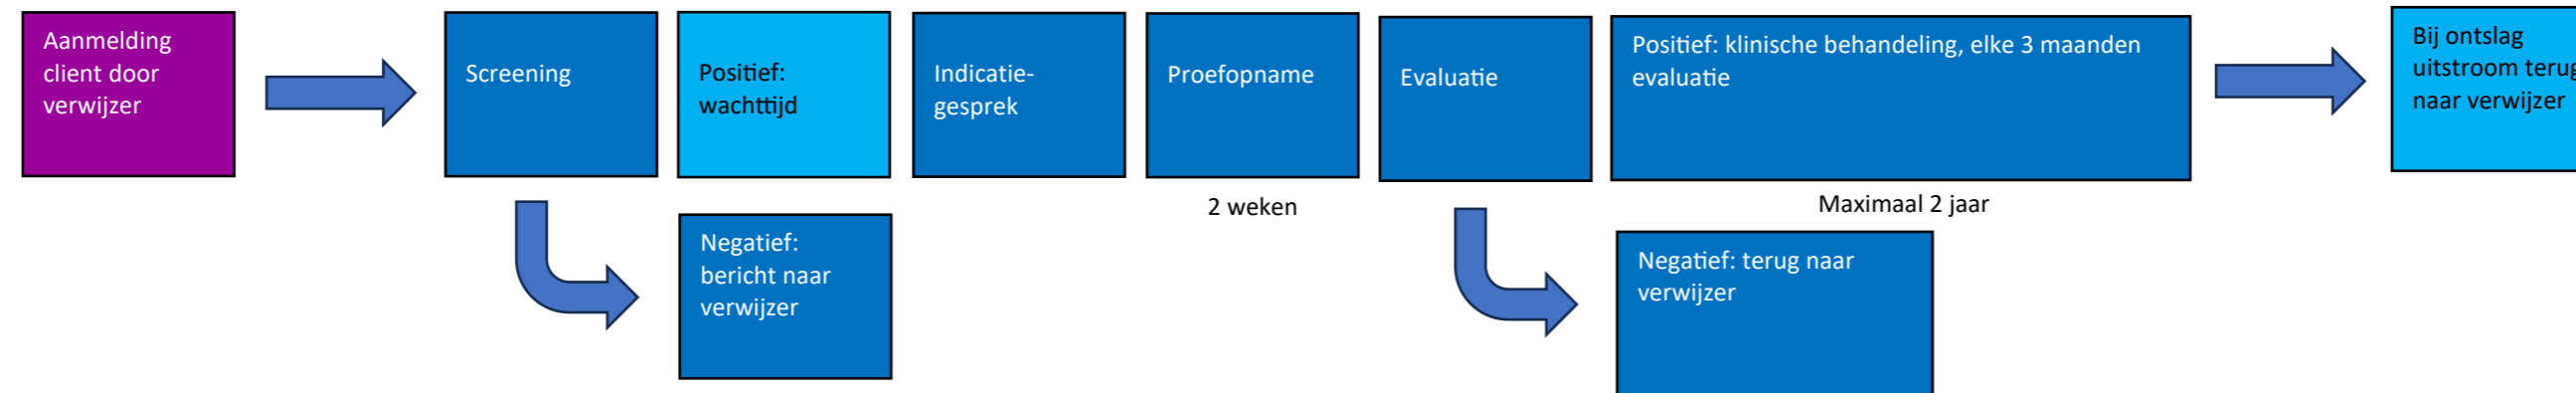 Aanmelding
client door
verwijzer
Screening
Positief:
wachttijd
Indicatie-
gesprek
Proefopname
Evaluatie
Positief: klinische behandeling, elke 3 maanden
evaluatie
Bij ontslag
uitstroom terug
naar verwijzer
2 weken
Maximaal 2 jaar
Negatief:
bericht naar
verwijzer
Negatief: terug naar
verwijzer